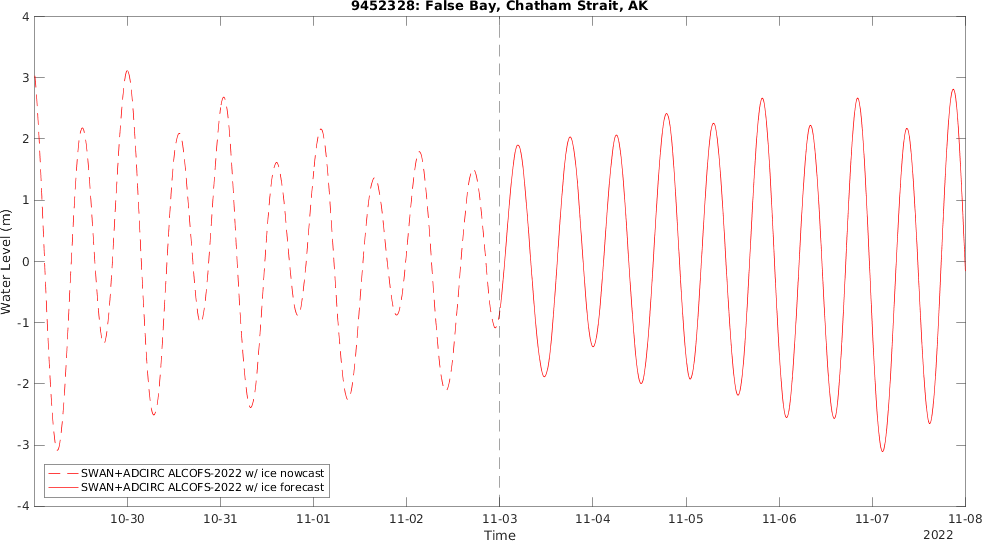 9452328: False Bay, Chatham Strait, AK
4
3
2
1
0
-1
-2
-3
-4
Water Level (m)
SWAN+ADCIRC ALCOFS-2022 w/ ice nowcast
SWAN+ADCIRC ALCOFS-2022 w/ ice forecast
10-30 10-31 11-01 11-02 11-03 11-04 11-05 11-06 11-07 11-08
Time
2022